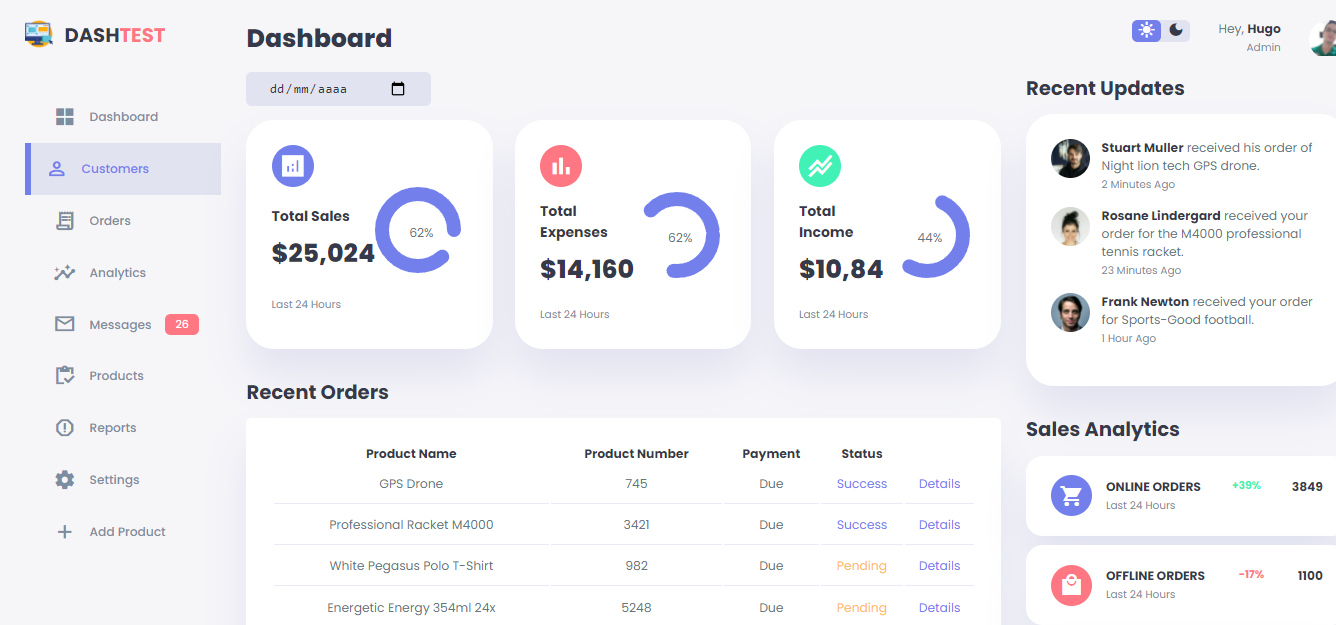 DASHTEST
Dashboard
Customers
Orders
Analytics
Messages 26
Products
Reports
Settings
Add Product
Dashboard
dd/mm/aaaa
Total Sales
$25,024
62%
Last 24 Hours
Total
Expenses
$14,160
62%
Last 24 Hours
Total
Income
$10,84
44%
Last 24 Hours
Recent Orders
Product Name Product Number Payment Status
GPS Drone 745 Due Success Details
Professional Racket M4000 3421 Due Success Details
White Pegasus Polo T-Shirt 982 Due Pending Details
Energetic Energy 354ml 24x 5248 Due Pending Details
Hey, Hugo
Admin
Recent Updates
Stuart Muller received his order of
Night lion tech GPS drone.
2 Minutes Ago
Rosane Lindergard received your
order for the M4000 professional
tennis racket.
23 Minutes Ago
Frank Newton received your order
for Sports-Good football.
1 Hour Ago
Sales Analytics
ONLINE ORDERS +39% 3849
Last 24 Hours
OFFLINE ORDERS -17% 1100
Last 24 Hours